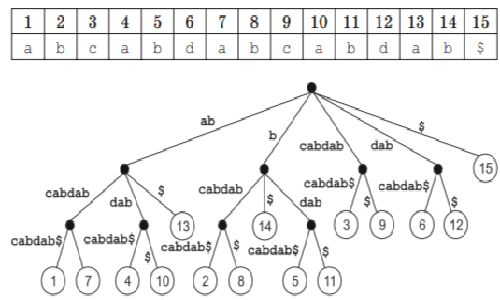 1 2 3 4 5 6 7 8 9 10 11 12 13 14 15
a b c a b d a b c a b d a b $
ab b cabdab dab $
15
cabdab dab $ cabdab $ dab cabdab$ $ cabdab$ $
13 14 3 9 6 12
cabdab$ cabdab$ $ cabdab$ $ cabdab$ $
1 7 4 10 2 8 5 11